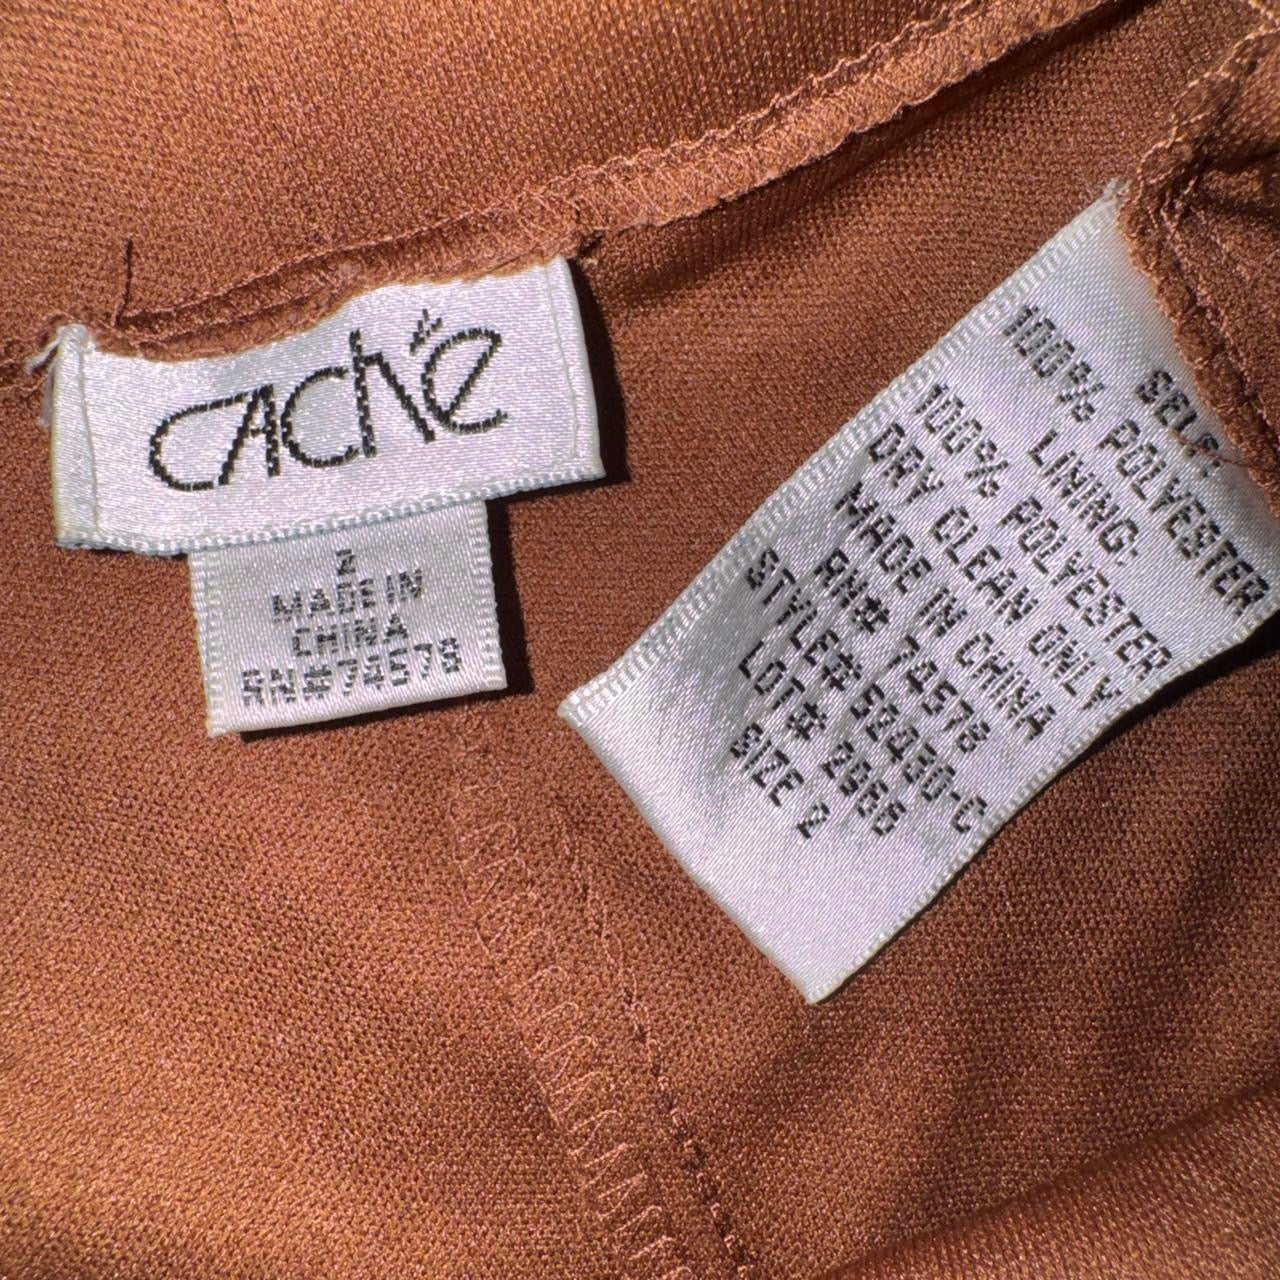 Caché
2
MADE IN
CHINA
RN#74578
SELF:
100% POLYESTER
LINING:
100% POLYESTER
DRY CLEAN ONLY
MADE IN CHINA
RN# 74578
STYLE# 52450-C
LOT# 2966
SIZE 2